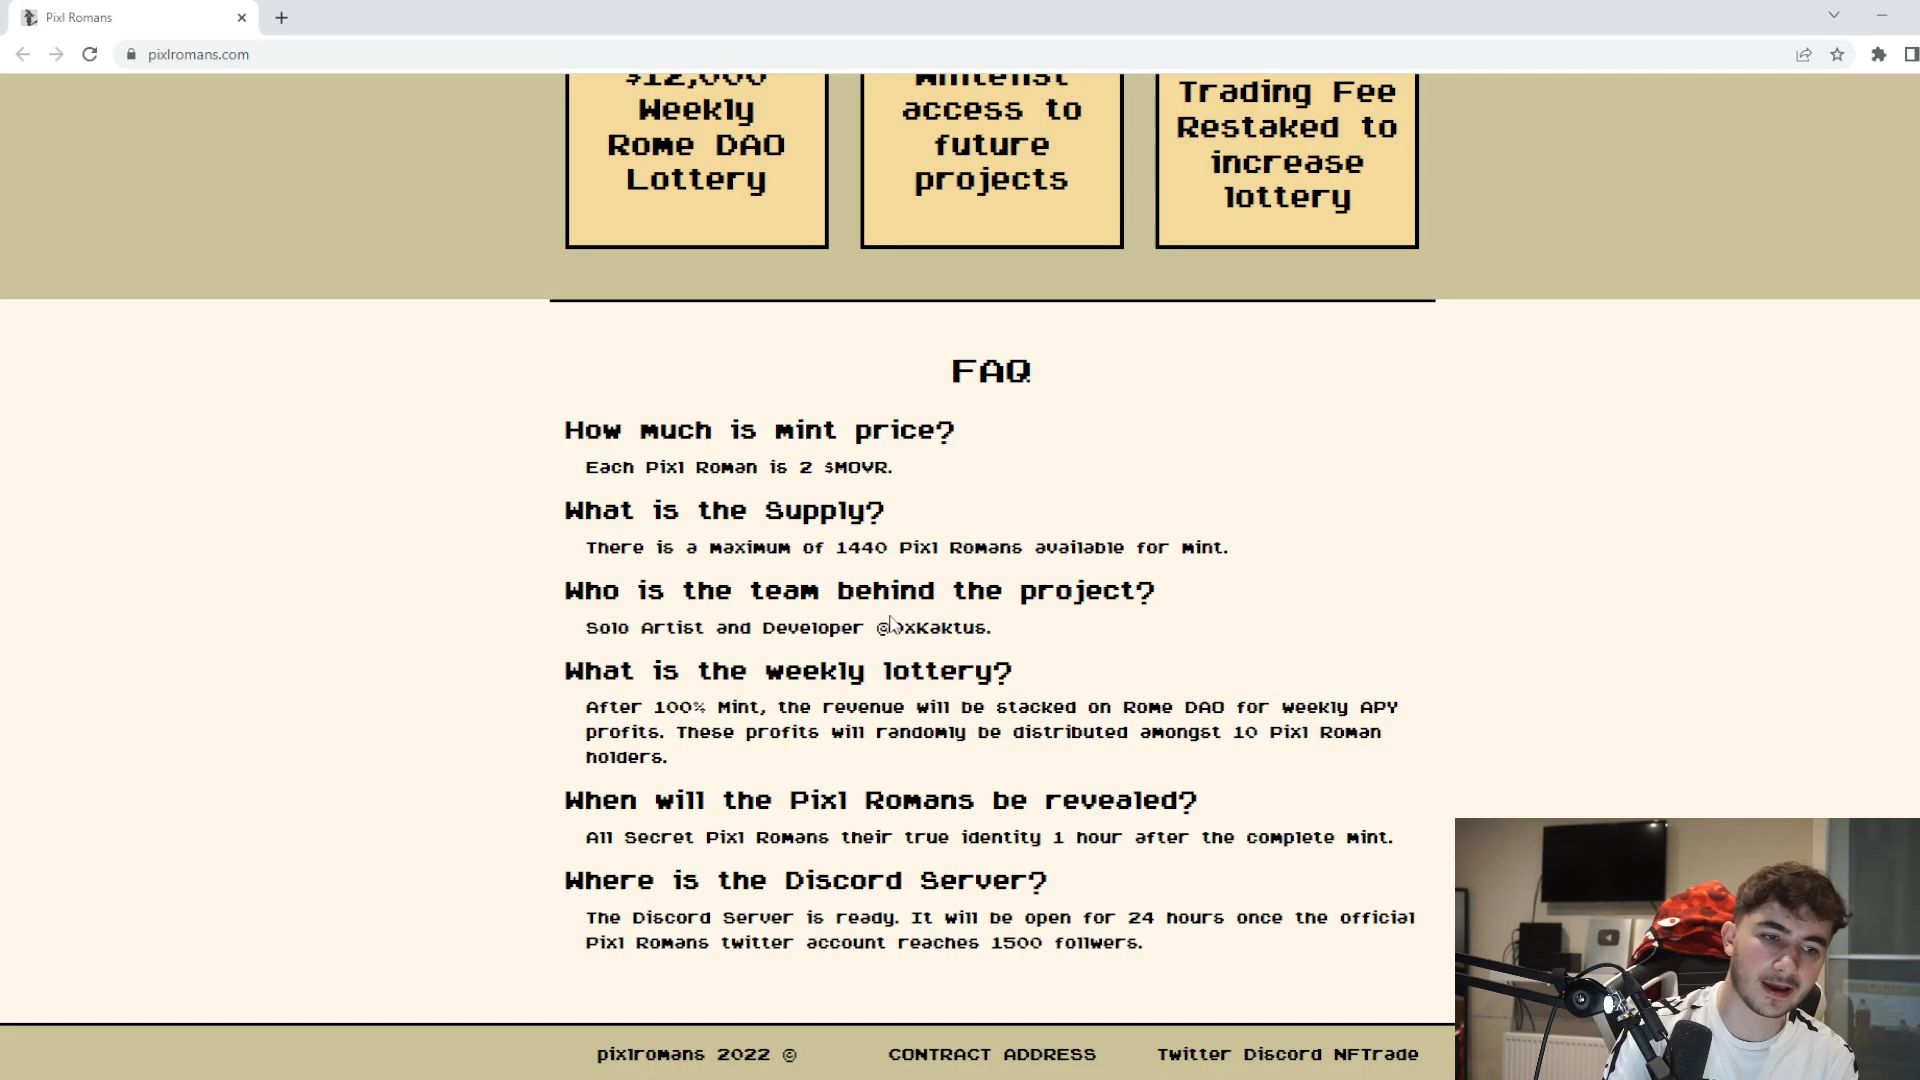 Pixl Romans
pixlromans.com
$12,000
Weekly
Rome DAO
Lottery
Mintlist
access to
future
projects
Trading Fee
Restaked to
increase
lottery
FAQ
How much is mint price?
Each Pixl Roman is 2 $MOVR.
What is the Supply?
There is a maximum of 1440 Pixl Romans available for mint.
Who is the team behind the project?
Solo Artist and Developer @0xKaktus.
What is the weekly lottery?
After 100% Mint, the revenue will be stacked on Rome DAO for weekly APY
profits. These profits will randomly be distributed amongst 10 Pixl Roman
holders.
When will the Pixl Romans be revealed?
All Secret Pixl Romans their true identity 1 hour after the complete mint.
Where is the Discord Server?
The Discord Server is ready. It will be open for 24 hours once the official
Pixl Romans twitter account reaches 1500 follwers.
pixlromans 2022 ©
CONTRACT ADDRESS
Twitter Discord NFTrade